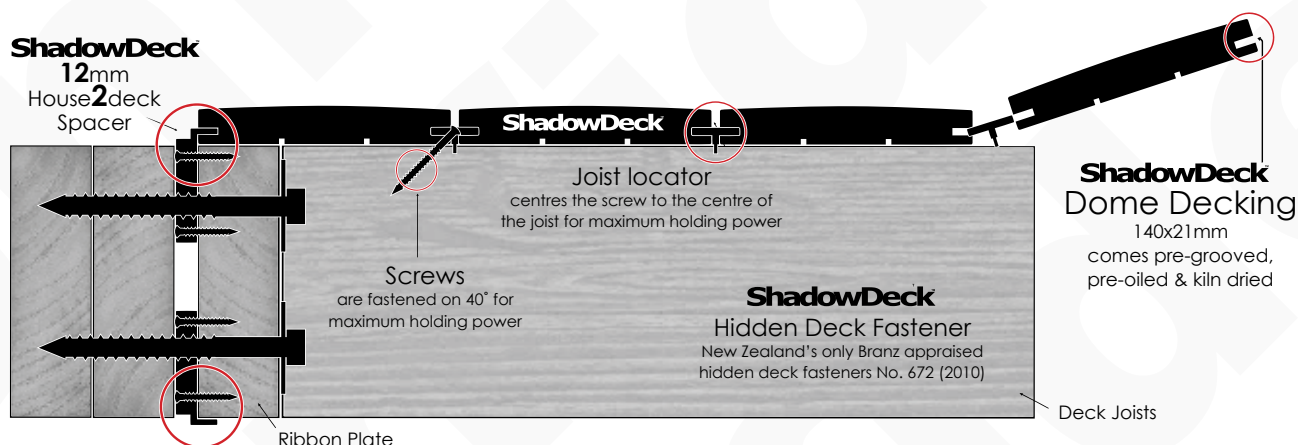 ShadowDeck
12mm
House2deck
Spacer
ShadowDeck
Joist locator
centres the screw to the centre of
the joist for maximum holding power
Screws
are fastened on 40˚ for
maximum holding power
ShadowDeck
Hidden Deck Fastener
New Zealand's only Branz appraised
hidden deck fasteners No. 672 (2010)
ShadowDeck
Dome Decking
140x21mm
comes pre-grooved,
pre-oiled & kiln dried
Deck Joists
Ribbon Plate